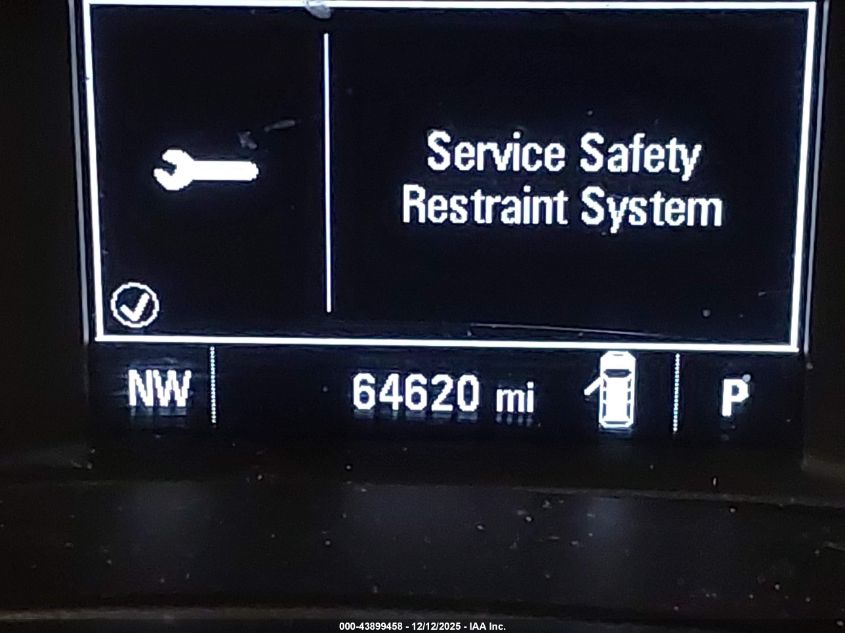 Service Safety
Restraint System
NW 64620 mi P
000-43899458 - 12/12/2025 - IAA Inc.